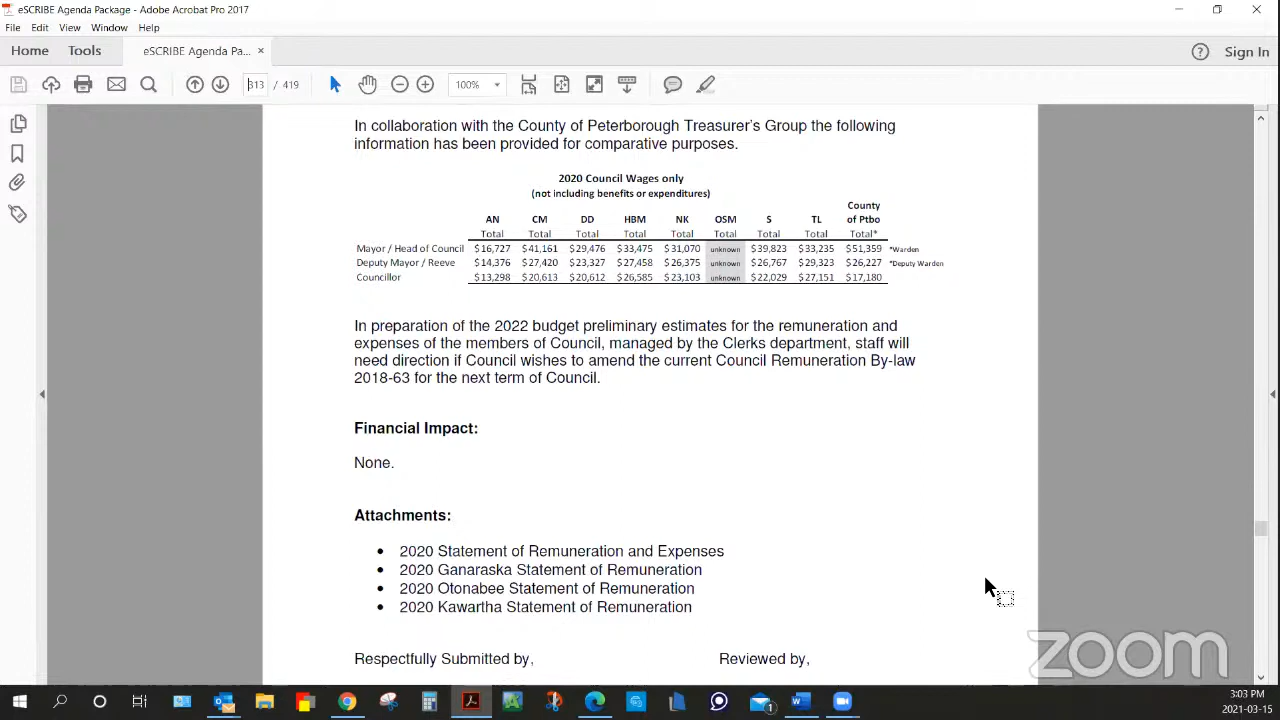 eSCRIBE Agenda Package - Adobe Acrobat Pro 2017
File Edit View Window Help
Home Tools eSCRIBE Agenda Pa... × Sign In
313 / 419 100%
In collaboration with the County of Peterborough Treasurer's Group the following
information has been provided for comparative purposes.
2020 Council Wages only
(not including benefits or expenditures)
County
AN CM DD HBM NK OSM S TL of Ptbo
Total Total Total Total Total Total Total Total Total*
Mayor / Head of Council $16,727 $41,161 $29,476 $33,475 $31,070 unknown $39,823 $33,235 $51,359 *Warden
Deputy Mayor / Reeve $14,376 $27,420 $23,327 $27,458 $26,375 unknown $26,767 $29,323 $26,227 *Deputy Warden
Councillor $13,298 $20,613 $20,612 $26,585 $23,103 unknown $22,029 $27,151 $17,180
In preparation of the 2022 budget preliminary estimates for the remuneration and
expenses of the members of Council, managed by the Clerks department, staff will
need direction if Council wishes to amend the current Council Remuneration By-law
2018-63 for the next term of Council.
Financial Impact:
None.
Attachments:
• 2020 Statement of Remuneration and Expenses
• 2020 Ganaraska Statement of Remuneration
• 2020 Otonabee Statement of Remuneration
• 2020 Kawartha Statement of Remuneration
Respectfully Submitted by, Reviewed by,
zoom
3:03 PM
2021-03-15